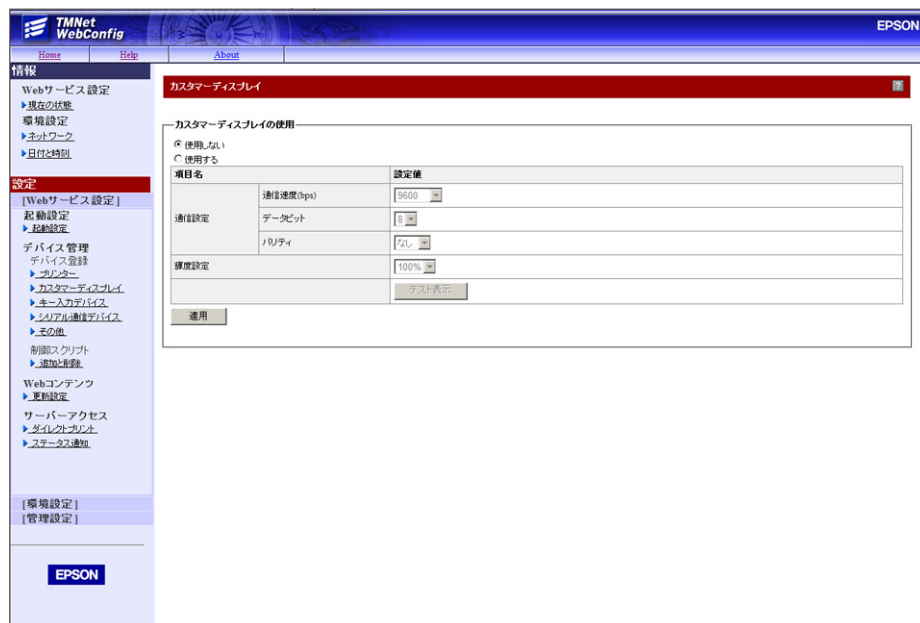 TMNet
WebConfig
EPSON
Home Help About
情報
Webサービス設定
現在の状態
環境設定
ネットワーク
日付と時刻
設定
[Webサービス設定]
起動設定
起動設定
デバイス管理
デバイス登録
プリンター
カスタマーディスプレイ
キー入力デバイス
シリアル通信デバイス
その他
制御スクリプト
追加と削除
Webコンテンツ
更新設定
サーバーアクセス
ダイレクトプリント
ステータス通知
[環境設定]
[管理設定]
EPSON
カスタマーディスプレイ ?
カスタマーディスプレイの使用
使用しない
使用する
項目名 設定値
通信設定 通信速度(bps) 9600
データビット 8
パリティ なし
輝度設定 100%
テスト表示
適用